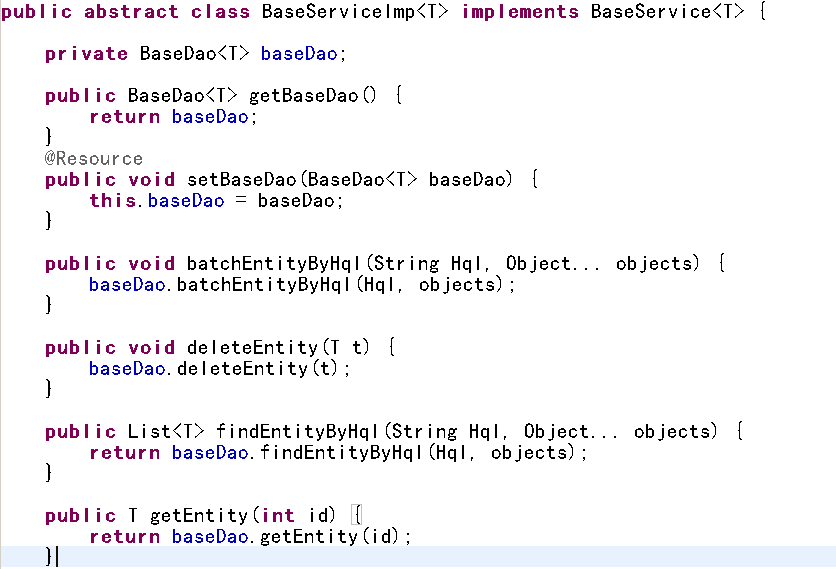 public abstract class BaseServiceImp<T> implements BaseService<T> {
private BaseDao<T> baseDao;
public BaseDao<T> getBaseDao() {
return baseDao;
}
@Resource
public void setBaseDao(BaseDao<T> baseDao) {
this.baseDao = baseDao;
}
public void batchEntityByHql(String Hql, Object... objects) {
baseDao.batchEntityByHql(Hql, objects);
}
public void deleteEntity(T t) {
baseDao.deleteEntity(t);
}
public List<T> findEntityByHql(String Hql, Object... objects) {
return baseDao.findEntityByHql(Hql, objects);
}
public T getEntity(int id) {
return baseDao.getEntity(id);
}